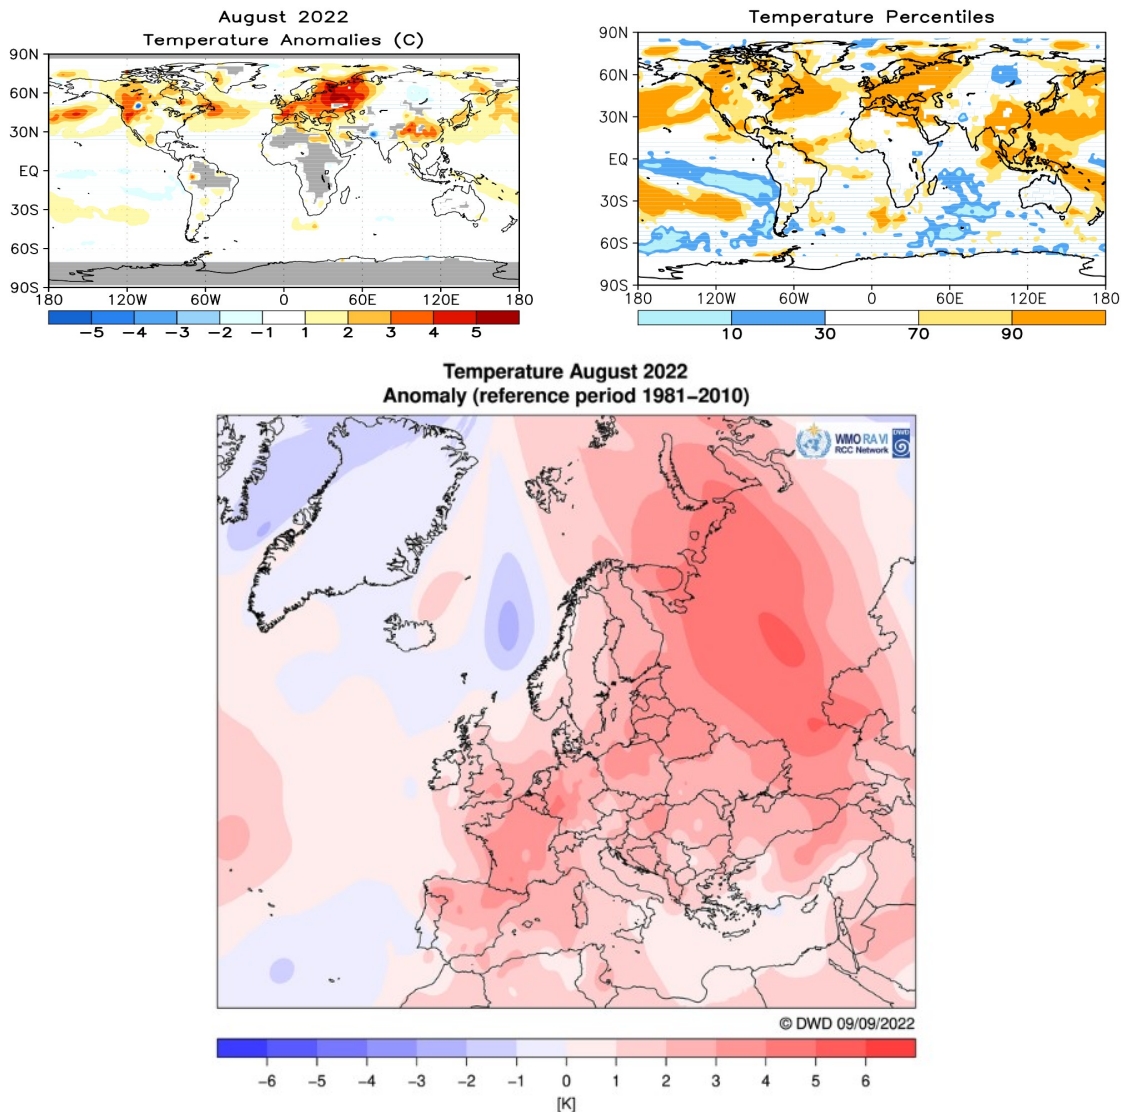 August 2022
Temperature Anomalies (C)
90N
60N
30N
EQ
30S
60S
90S
180 120W 60W 0 60E 120E 180
−5 −4 −3 −2 −1 1 2 3 4 5
Temperature Percentiles
90N
60N
30N
EQ
30S
60S
90S
180 120W 60W 0 60E 120E 180
10 30 70 90
Temperature August 2022
Anomaly (reference period 1981−2010)
WMO RA VI
RCC Network
DWD
© DWD 09/09/2022
−6 −5 −4 −3 −2 −1 0 1 2 3 4 5 6
[K]